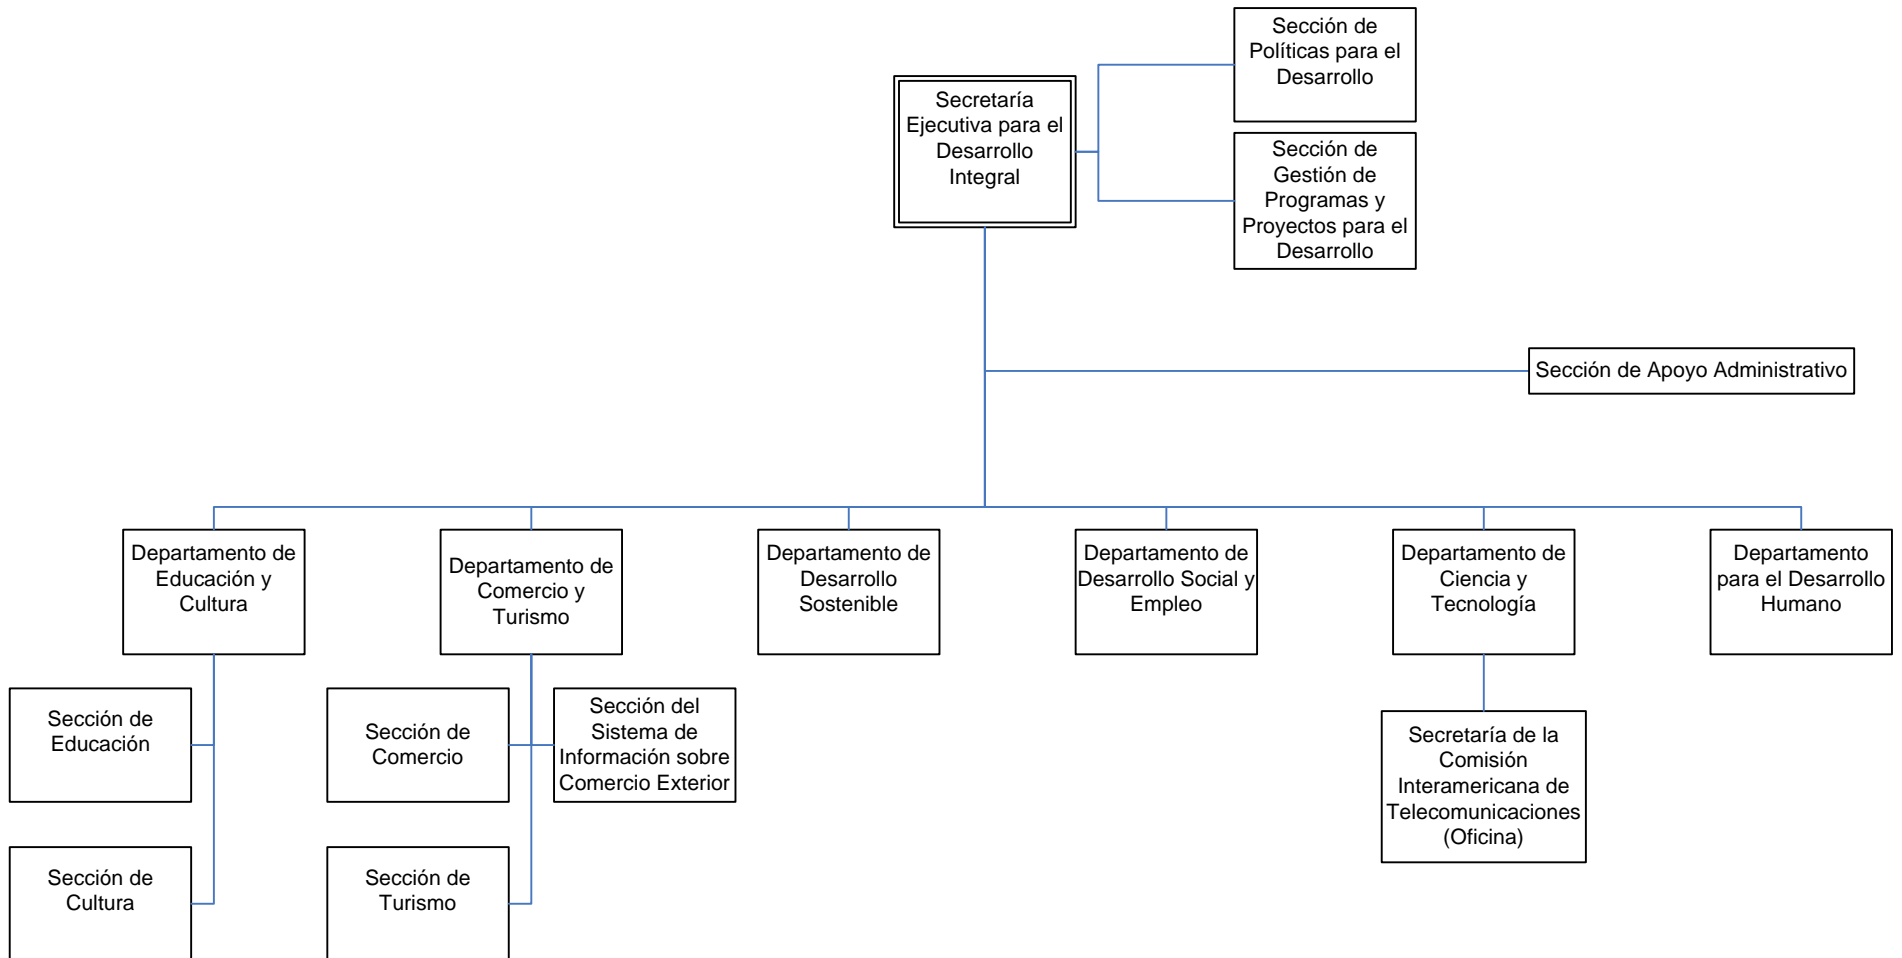 Sección de
Políticas para el
Desarrollo
Secretaría
Ejecutiva para el
Desarrollo
Integral
Sección de
Gestión de
Programas y
Proyectos para el
Desarrollo
Sección de Apoyo Administrativo
Departamento de
Educación y
Cultura
Departamento de
Comercio y
Turismo
Departamento de
Desarrollo
Sostenible
Departamento de
Desarrollo Social y
Empleo
Departamento de
Ciencia y
Tecnología
Departamento
para el Desarrollo
Humano
Sección de
Educación
Sección de
Comercio
Sección del
Sistema de
Información sobre
Comercio Exterior
Secretaría de la
Comisión
Interamericana de
Telecomunicaciones
(Oficina)
Sección de
Cultura
Sección de
Turismo